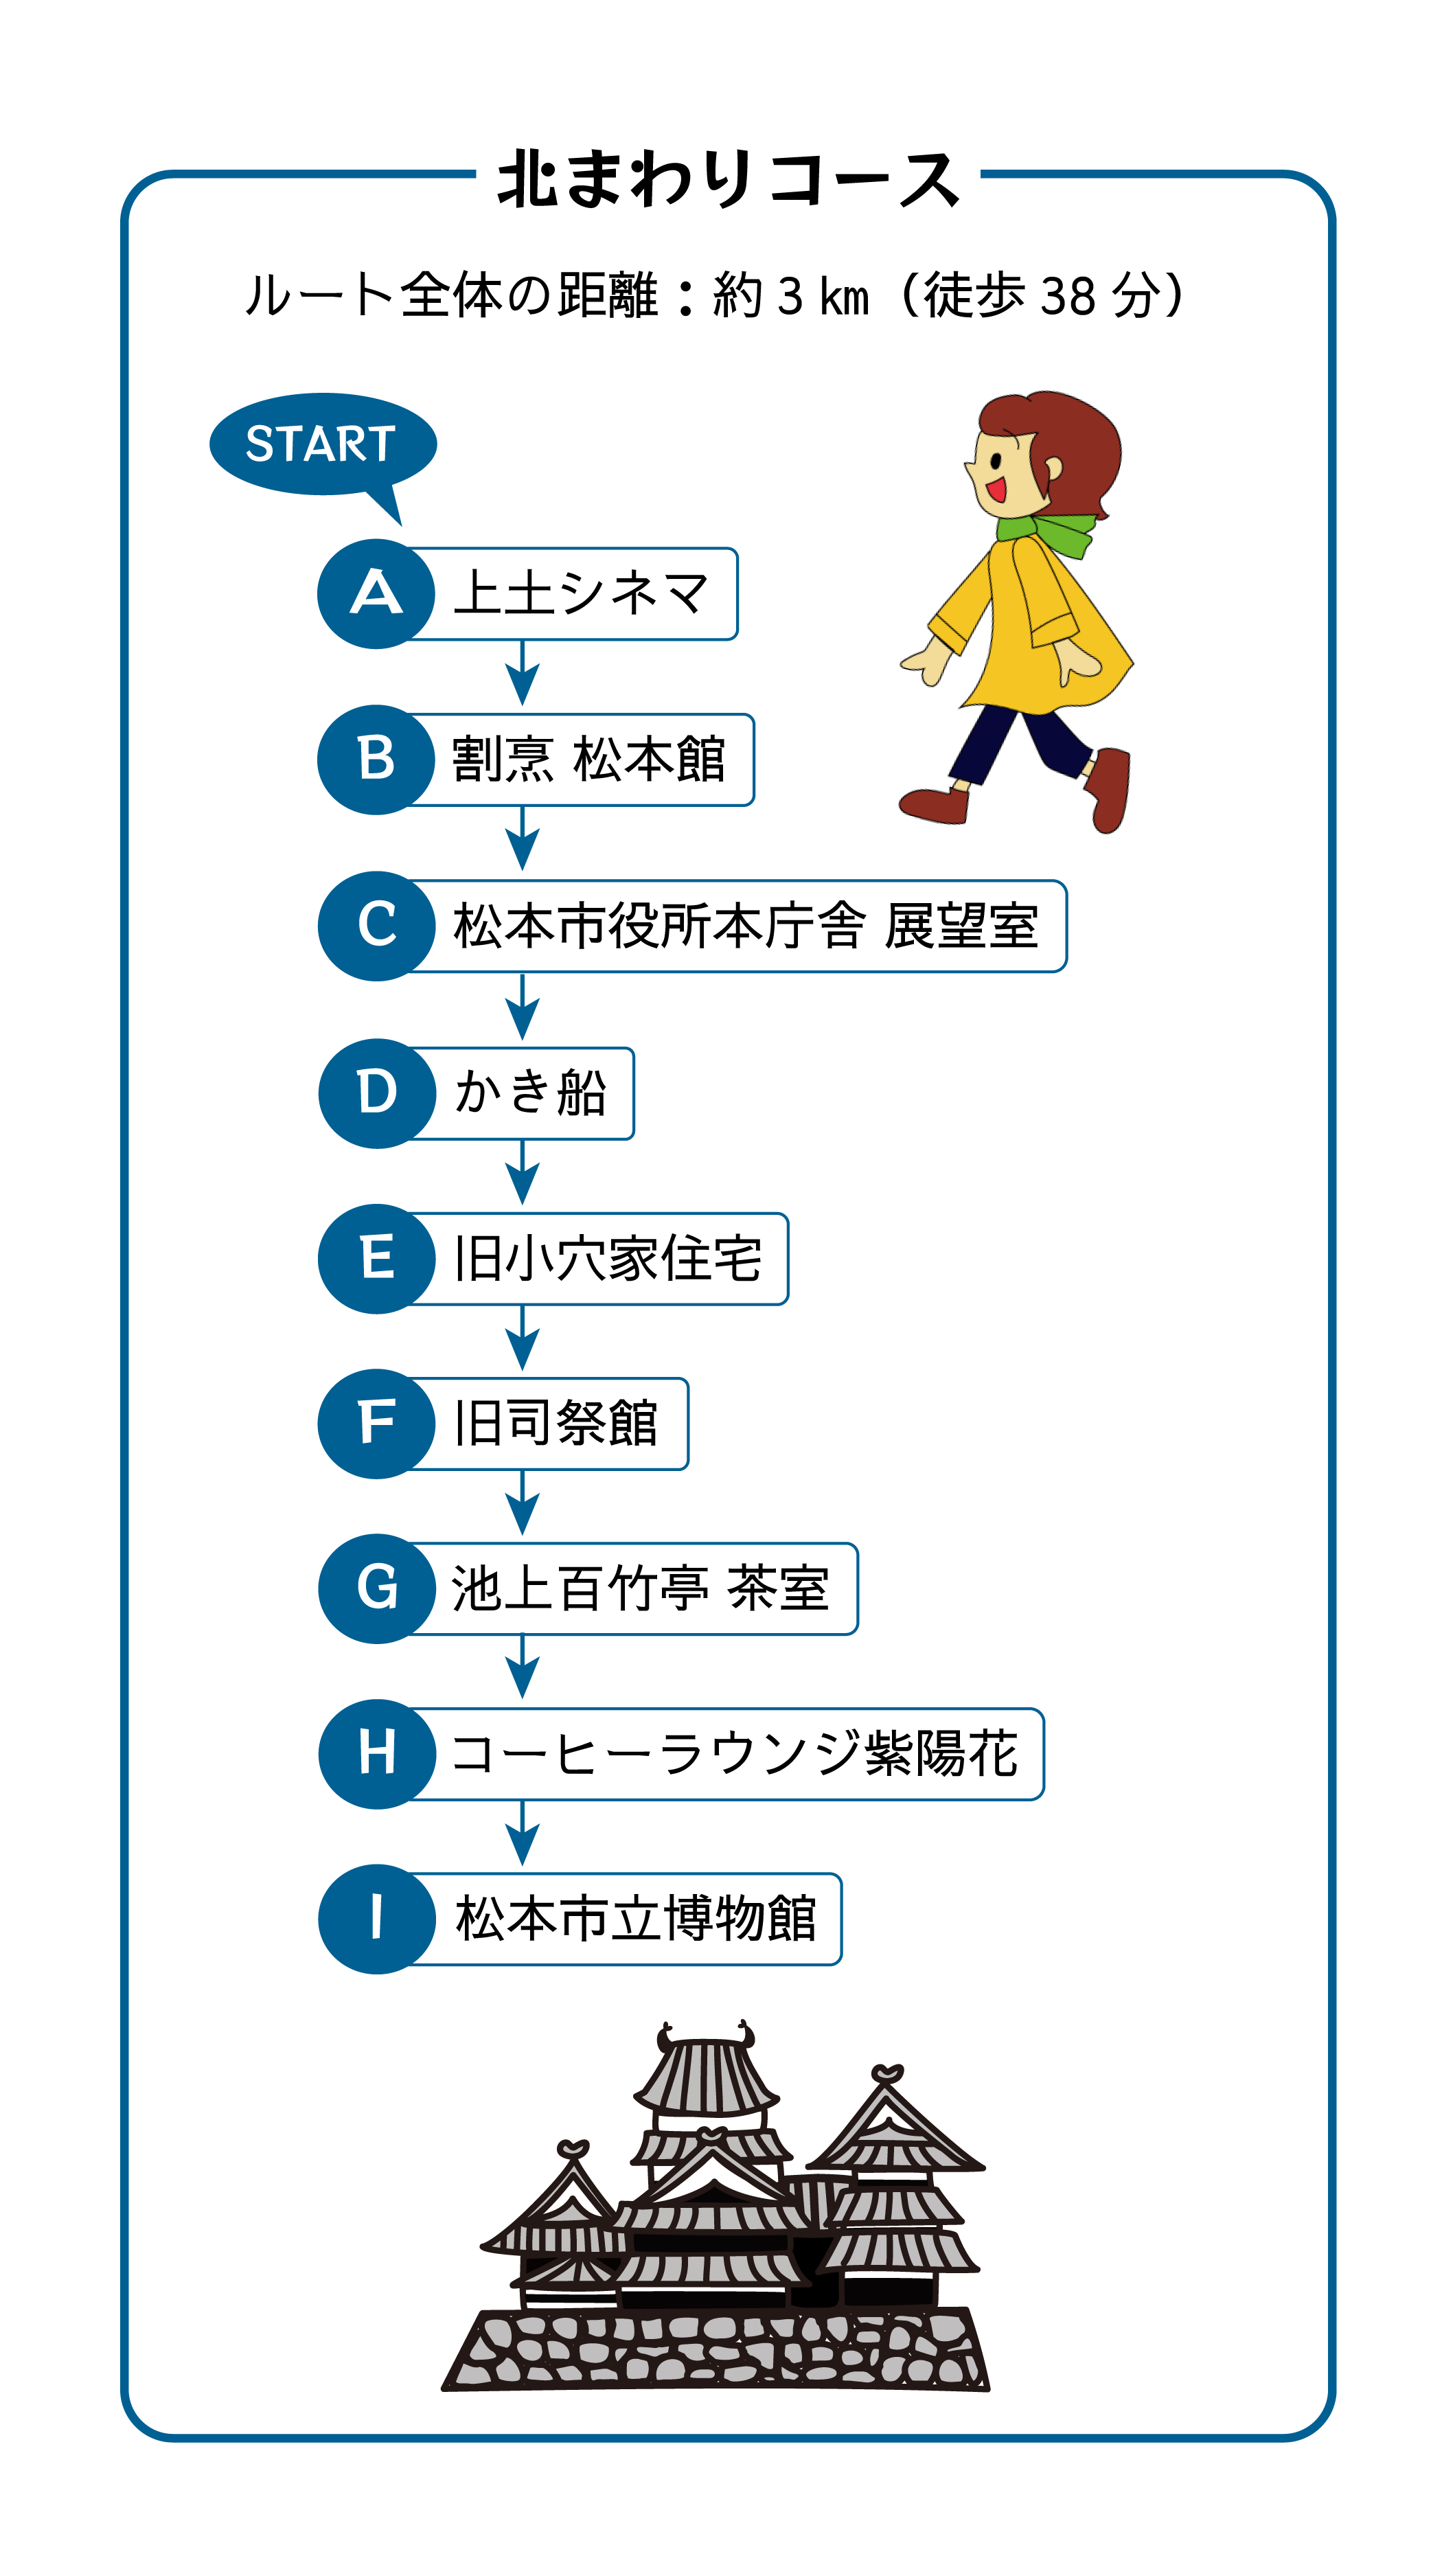 北まわりコース
ルート全体の距離：約3km（徒歩38分）
START
A 上土シネマ
B 割烹 松本館
C 松本市役所本庁舎 展望室
D かき船
E 旧小穴家住宅
F 旧司祭館
G 池上百竹亭 茶室
H コーヒーラウンジ紫陽花
I 松本市立博物館